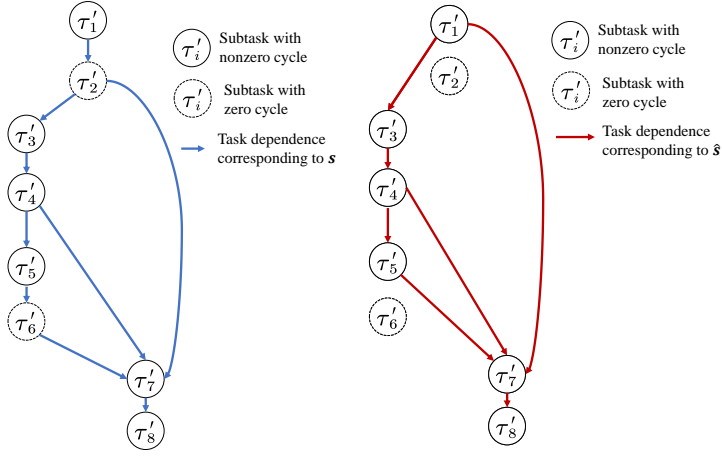 τ′₁
τ′₂
τ′₃
τ′₄
τ′₅
τ′₆
τ′₇
τ′₈
τ′ᵢ
Subtask with
nonzero cycle
τ′ᵢ
Subtask with
zero cycle
Task dependence
corresponding to s
τ′₁
τ′₂
τ′₃
τ′₄
τ′₅
τ′₆
τ′₇
τ′₈
τ′ᵢ
Subtask with
nonzero cycle
τ′ᵢ
Subtask with
zero cycle
Task dependence
corresponding to ŝ